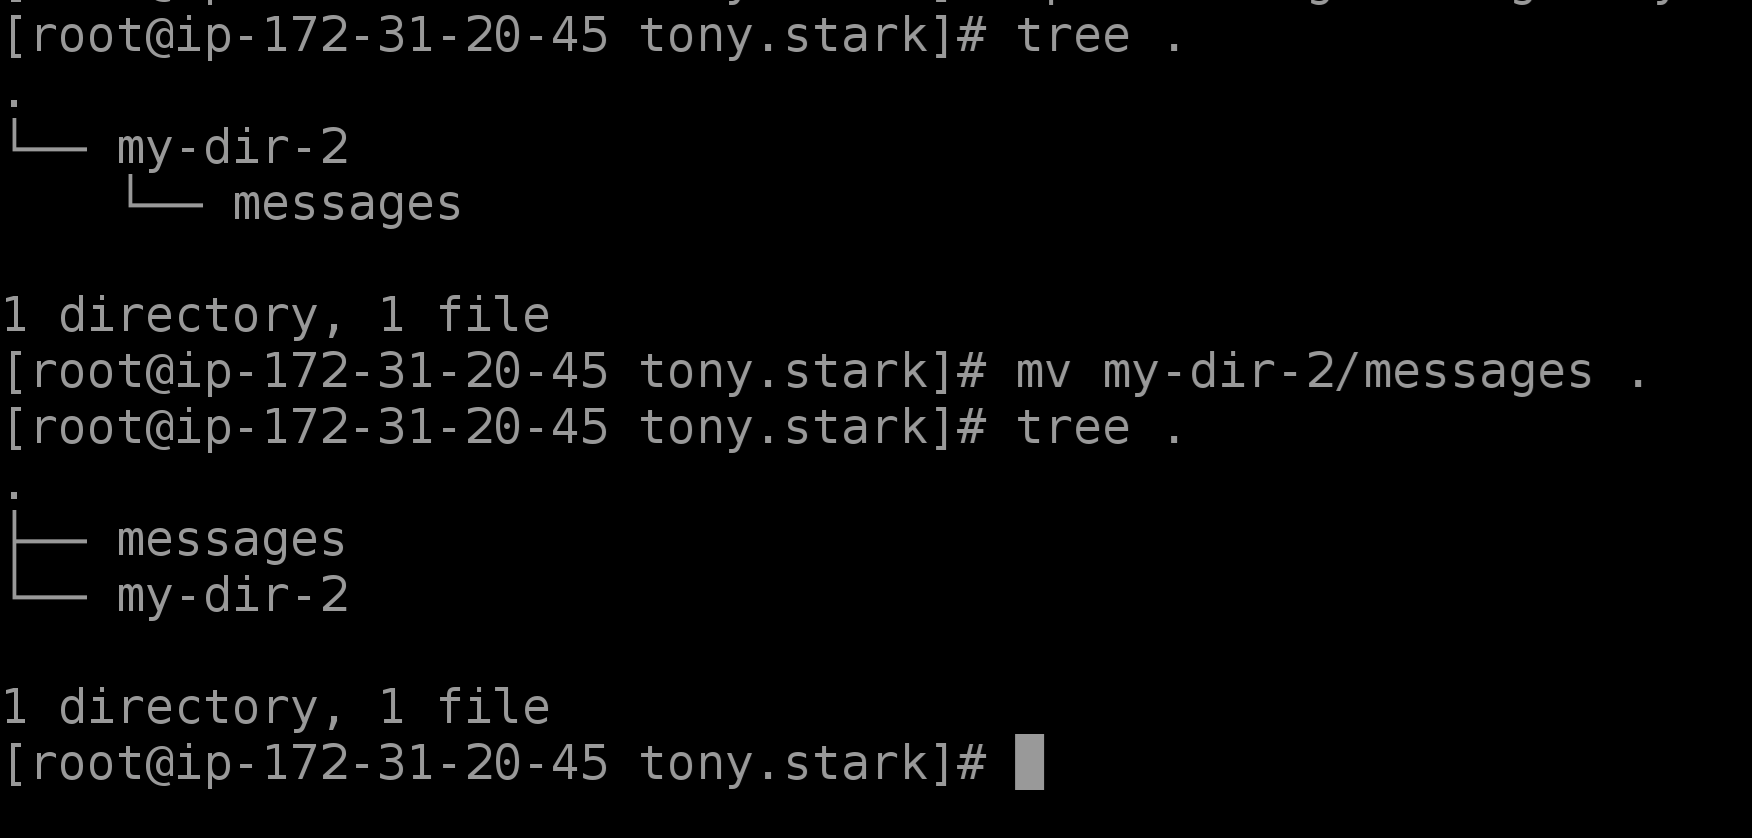 [root@ip-172-31-20-45 tony.stark]# tree .
.
└── my-dir-2
    └── messages
1 directory, 1 file
[root@ip-172-31-20-45 tony.stark]# mv my-dir-2/messages .
[root@ip-172-31-20-45 tony.stark]# tree .
.
├── messages
└── my-dir-2
1 directory, 1 file
[root@ip-172-31-20-45 tony.stark]#